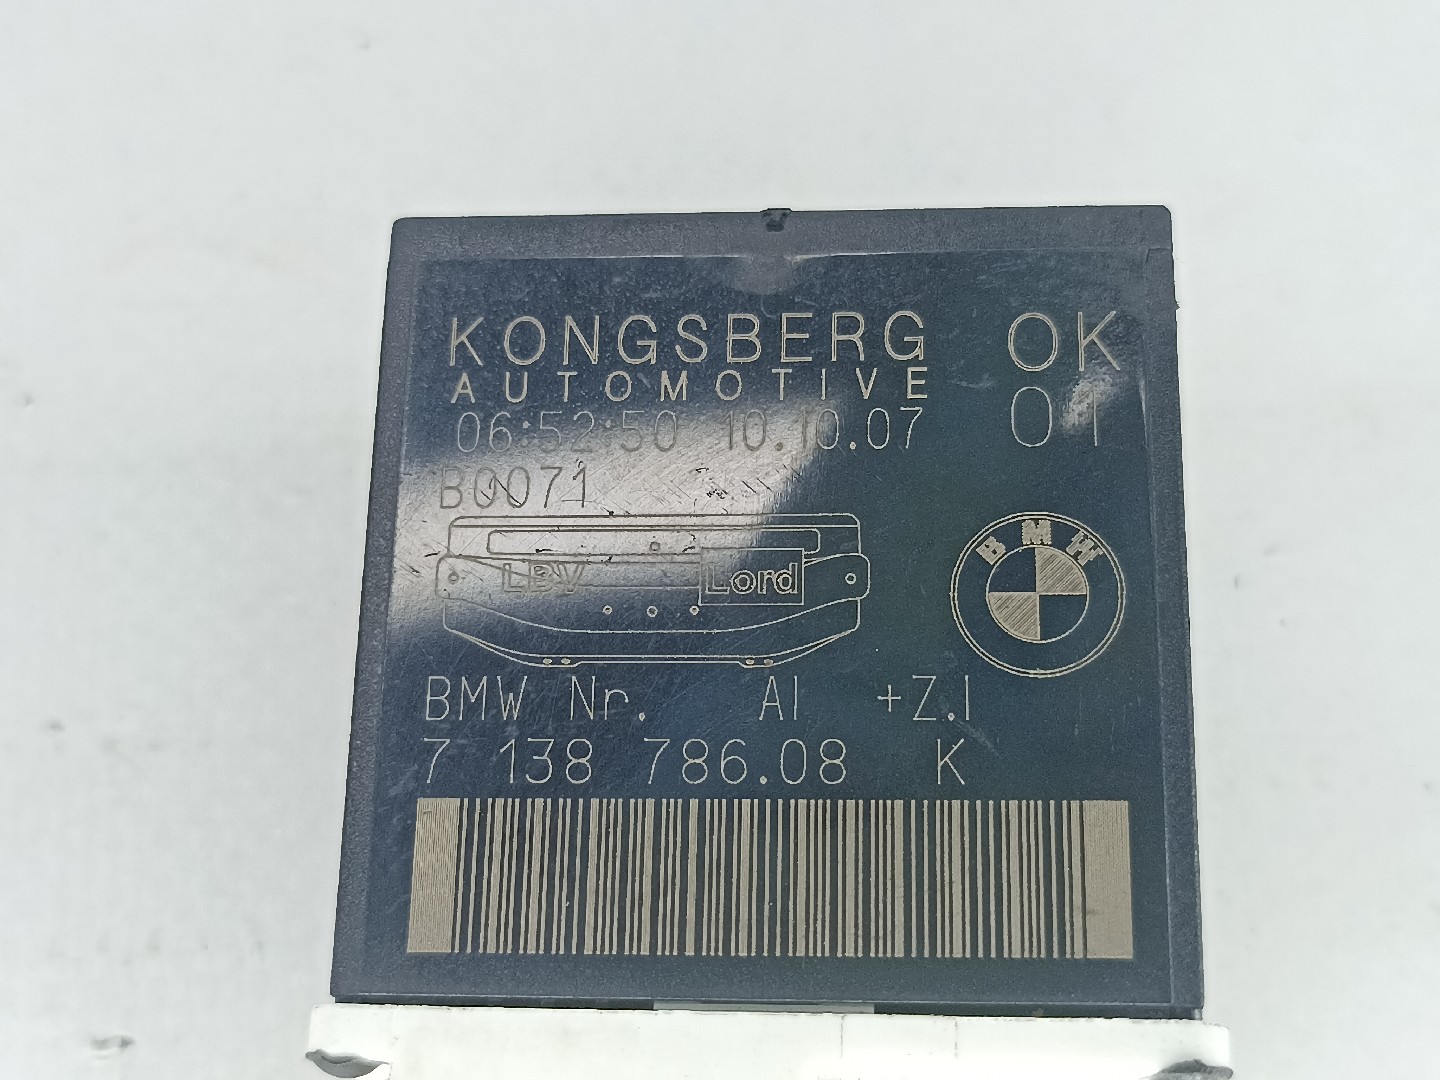 KONGSBERG OK
AUTOMOTIVE
06:52:50 10.10.07 01
B0071
LBV Lord
BMW
BMW Nr. AI +Z.I
7 138 786.08 K